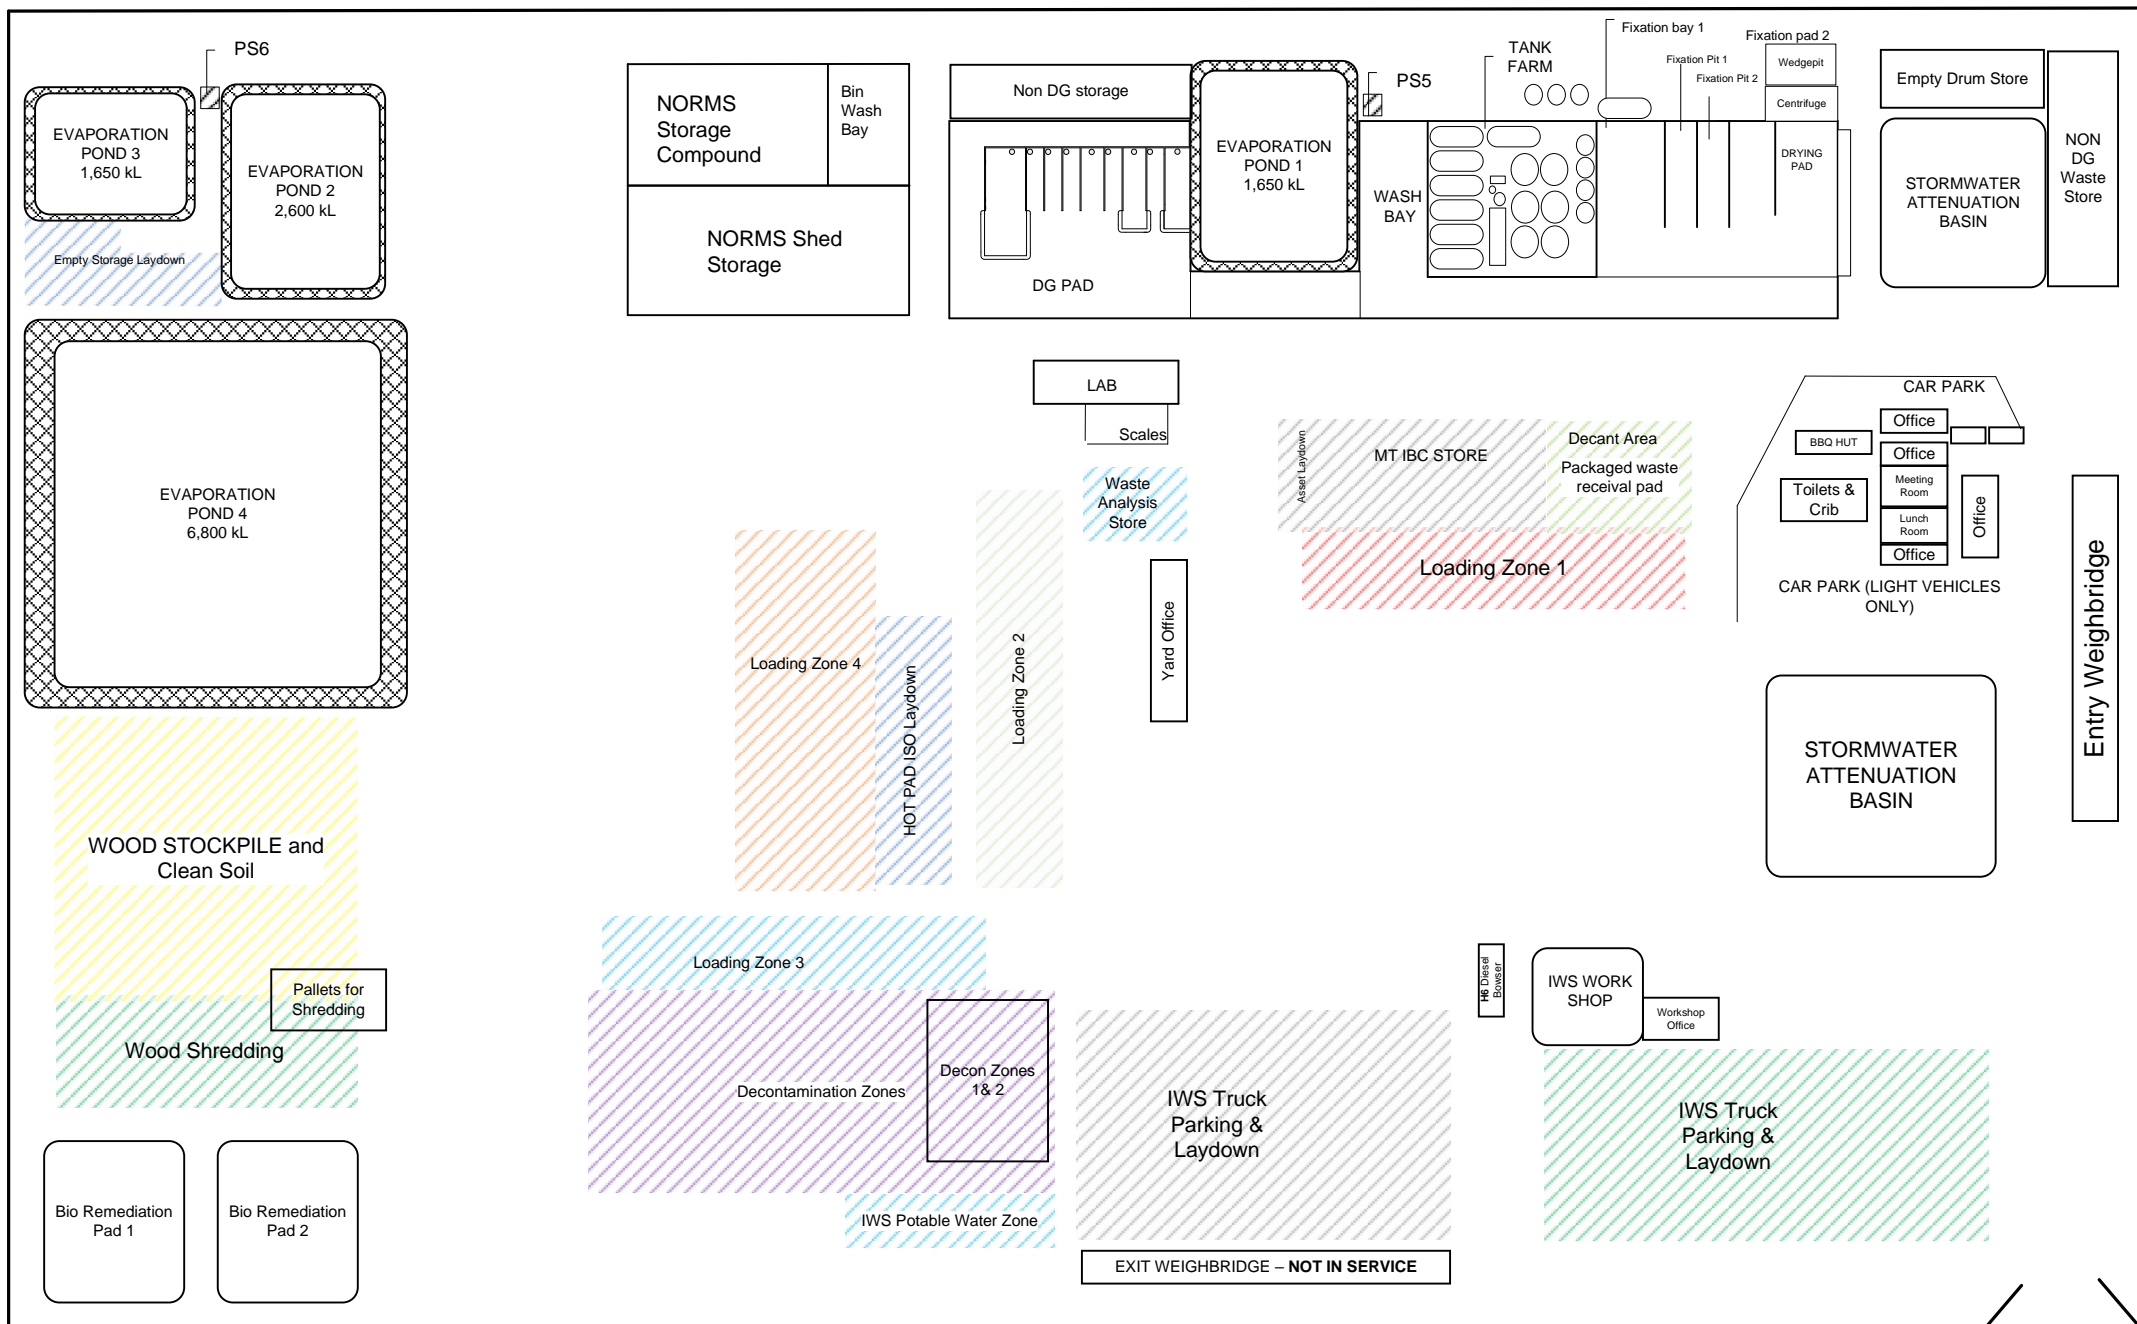 PS6
EVAPORATION
POND 3
1,650 kL
EVAPORATION
POND 2
2,600 kL
Empty Storage Laydown
NORMS
Storage
Compound
Bin
Wash
Bay
NORMS Shed
Storage
Non DG storage
DG PAD
EVAPORATION
POND 1
1,650 kL
PS5
WASH
BAY
TANK
FARM
Fixation bay 1
Fixation Pit 1
Fixation Pit 2
Fixation pad 2
Wedgepit
Centrifuge
DRYING
PAD
Empty Drum Store
STORMWATER
ATTENUATION
BASIN
NON
DG
Waste
Store
EVAPORATION
POND 4
6,800 kL
LAB
Scales
Waste
Analysis
Store
Asset Laydown
MT IBC STORE
Decant Area
Packaged waste
receival pad
Loading Zone 1
CAR PARK
BBQ HUT
Office
Office
Meeting
Room
Lunch
Room
Office
Toilets &
Crib
Office
CAR PARK (LIGHT VEHICLES
ONLY)
Entry Weighbridge
Loading Zone 4
HOT PAD ISO Laydown
Loading Zone 2
Yard Office
STORMWATER
ATTENUATION
BASIN
WOOD STOCKPILE and
Clean Soil
Pallets for
Shredding
Wood Shredding
Loading Zone 3
Decontamination Zones
Decon Zones
1& 2
IWS Potable Water Zone
IWS Truck
Parking &
Laydown
H6 Diesel
Bowser
IWS WORK
SHOP
Workshop
Office
IWS Truck
Parking &
Laydown
Bio Remediation
Pad 1
Bio Remediation
Pad 2
EXIT WEIGHBRIDGE – NOT IN SERVICE